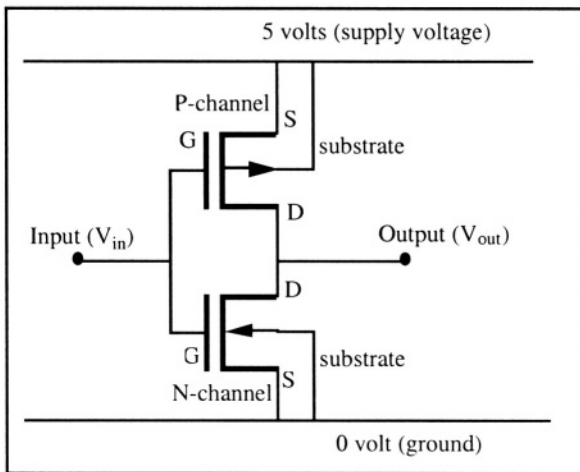 5 volts (supply voltage)
P-channel
S
G
substrate
D
Input (Vin)
Output (Vout)
D
G
substrate
S
N-channel
0 volt (ground)